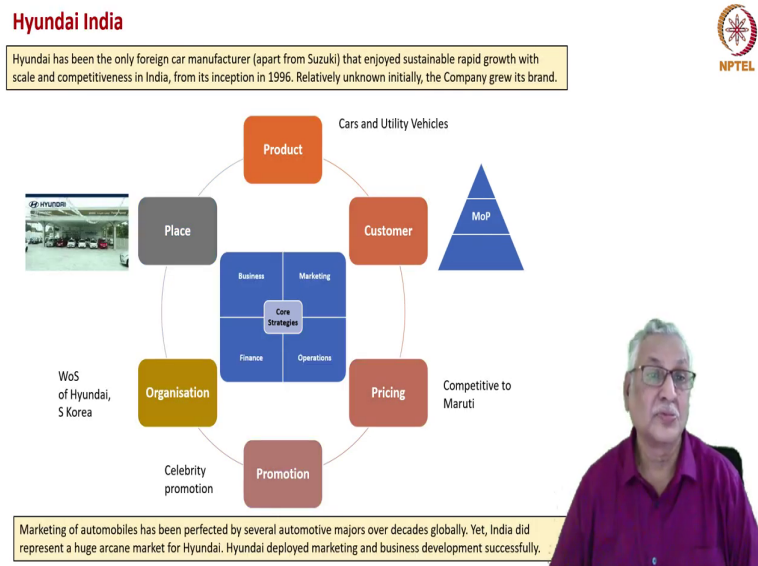 Hyundai India
NPTEL
Hyundai has been the only foreign car manufacturer (apart from Suzuki) that enjoyed sustainable rapid growth with
scale and competitiveness in India, from its inception in 1996. Relatively unknown initially, the Company grew its brand.
Product
Cars and Utility Vehicles
HYUNDAI
Place
Customer
MoP
Business
Marketing
Core
Strategies
Finance
Operations
WoS
of Hyundai,
S Korea
Organisation
Pricing
Competitive to
Maruti
Celebrity
promotion
Promotion
Marketing of automobiles has been perfected by several automotive majors over decades globally. Yet, India did
represent a huge arcane market for Hyundai. Hyundai deployed marketing and business development successfully.